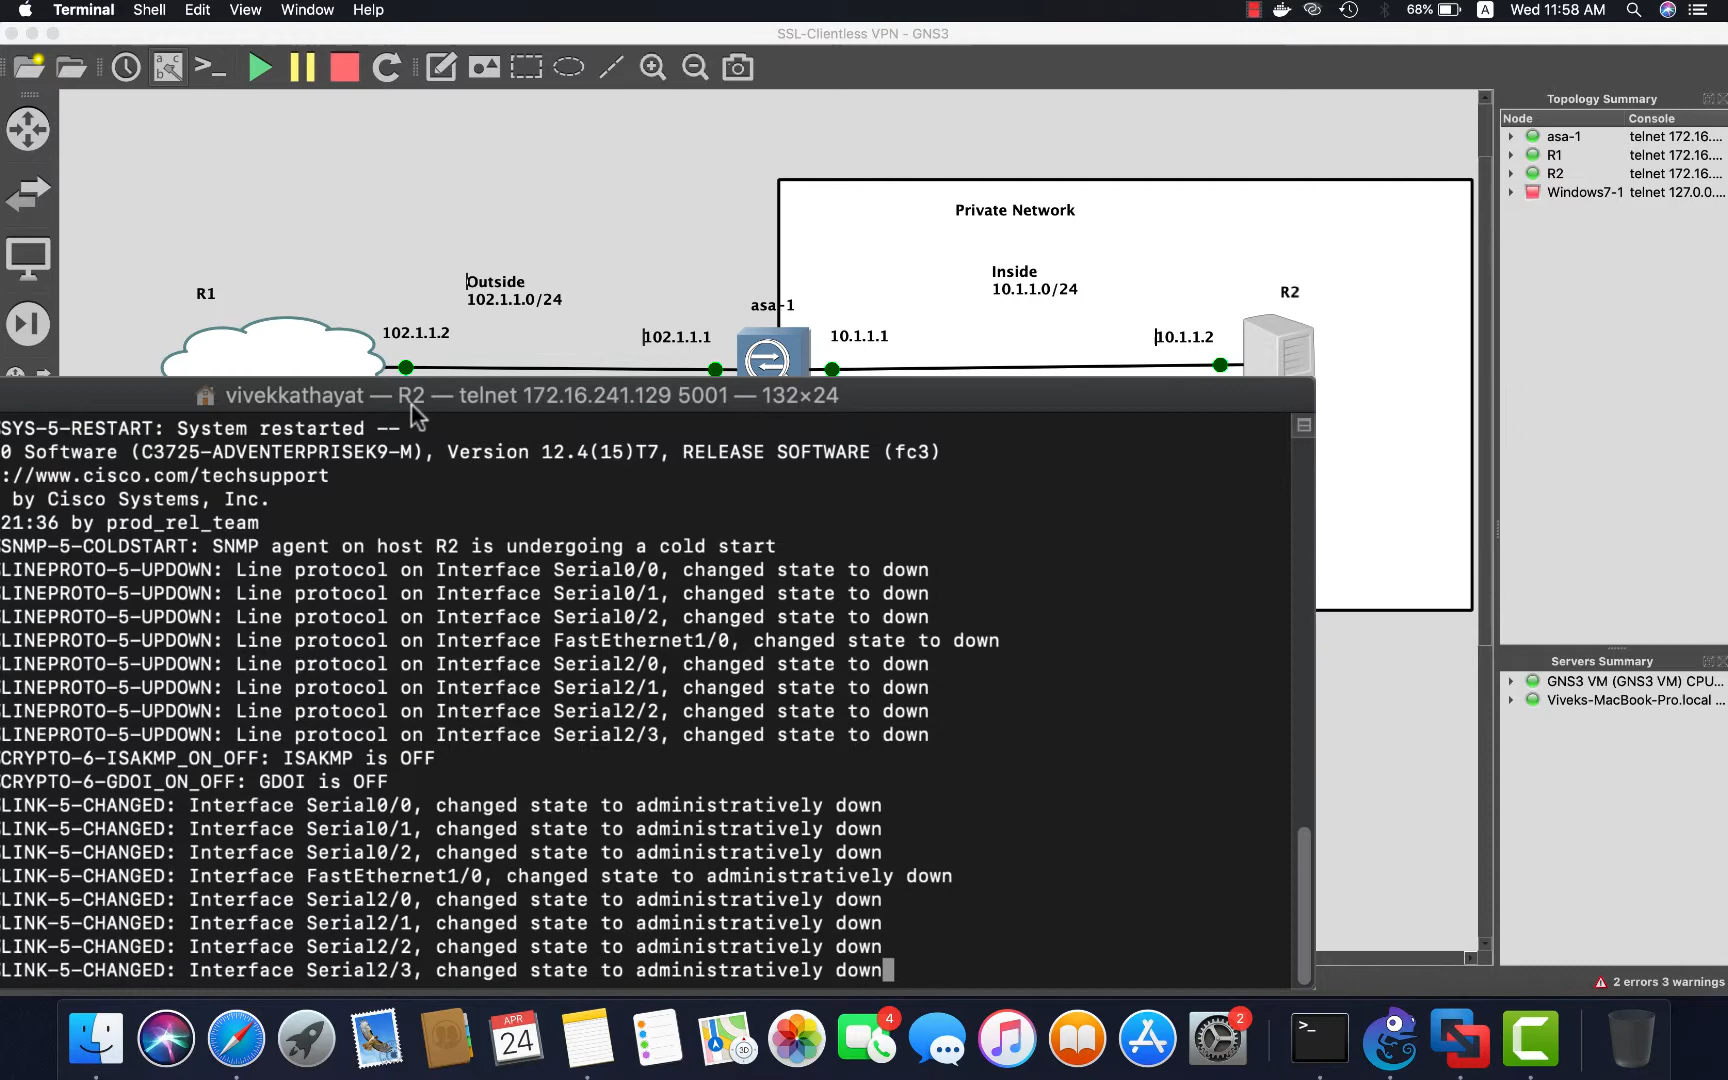 Terminal Shell Edit View Window Help 68% A Wed 11:58 AM
SSL-Clientless VPN - GNS3
a b c
>_
Topology Summary
Node Console
asa-1 telnet 172.16....
R1 telnet 172.16....
R2 telnet 172.16....
Windows7-1 telnet 127.0.0....
Private Network
Outside
102.1.1.0/24
Inside
10.1.1.0/24
R1
asa-1
R2
102.1.1.2
102.1.1.1
10.1.1.1
10.1.1.2
vivekkathayat — R2 — telnet 172.16.241.129 5001 — 132×24
SYS-5-RESTART: System restarted --
0 Software (C3725-ADVENTERPRISEK9-M), Version 12.4(15)T7, RELEASE SOFTWARE (fc3)
://www.cisco.com/techsupport
by Cisco Systems, Inc.
21:36 by prod_rel_team
SNMP-5-COLDSTART: SNMP agent on host R2 is undergoing a cold start
LINEPROTO-5-UPDOWN: Line protocol on Interface Serial0/0, changed state to down
LINEPROTO-5-UPDOWN: Line protocol on Interface Serial0/1, changed state to down
LINEPROTO-5-UPDOWN: Line protocol on Interface Serial0/2, changed state to down
LINEPROTO-5-UPDOWN: Line protocol on Interface FastEthernet1/0, changed state to down
LINEPROTO-5-UPDOWN: Line protocol on Interface Serial2/0, changed state to down
LINEPROTO-5-UPDOWN: Line protocol on Interface Serial2/1, changed state to down
LINEPROTO-5-UPDOWN: Line protocol on Interface Serial2/2, changed state to down
LINEPROTO-5-UPDOWN: Line protocol on Interface Serial2/3, changed state to down
CRYPTO-6-ISAKMP_ON_OFF: ISAKMP is OFF
CRYPTO-6-GDOI_ON_OFF: GDOI is OFF
LINK-5-CHANGED: Interface Serial0/0, changed state to administratively down
LINK-5-CHANGED: Interface Serial0/1, changed state to administratively down
LINK-5-CHANGED: Interface Serial0/2, changed state to administratively down
LINK-5-CHANGED: Interface FastEthernet1/0, changed state to administratively down
LINK-5-CHANGED: Interface Serial2/0, changed state to administratively down
LINK-5-CHANGED: Interface Serial2/1, changed state to administratively down
LINK-5-CHANGED: Interface Serial2/2, changed state to administratively down
LINK-5-CHANGED: Interface Serial2/3, changed state to administratively down
Servers Summary
GNS3 VM (GNS3 VM) CPU...
Viveks-MacBook-Pro.local ...
2 errors 3 warnings
APR
24
3D
4
2
>_